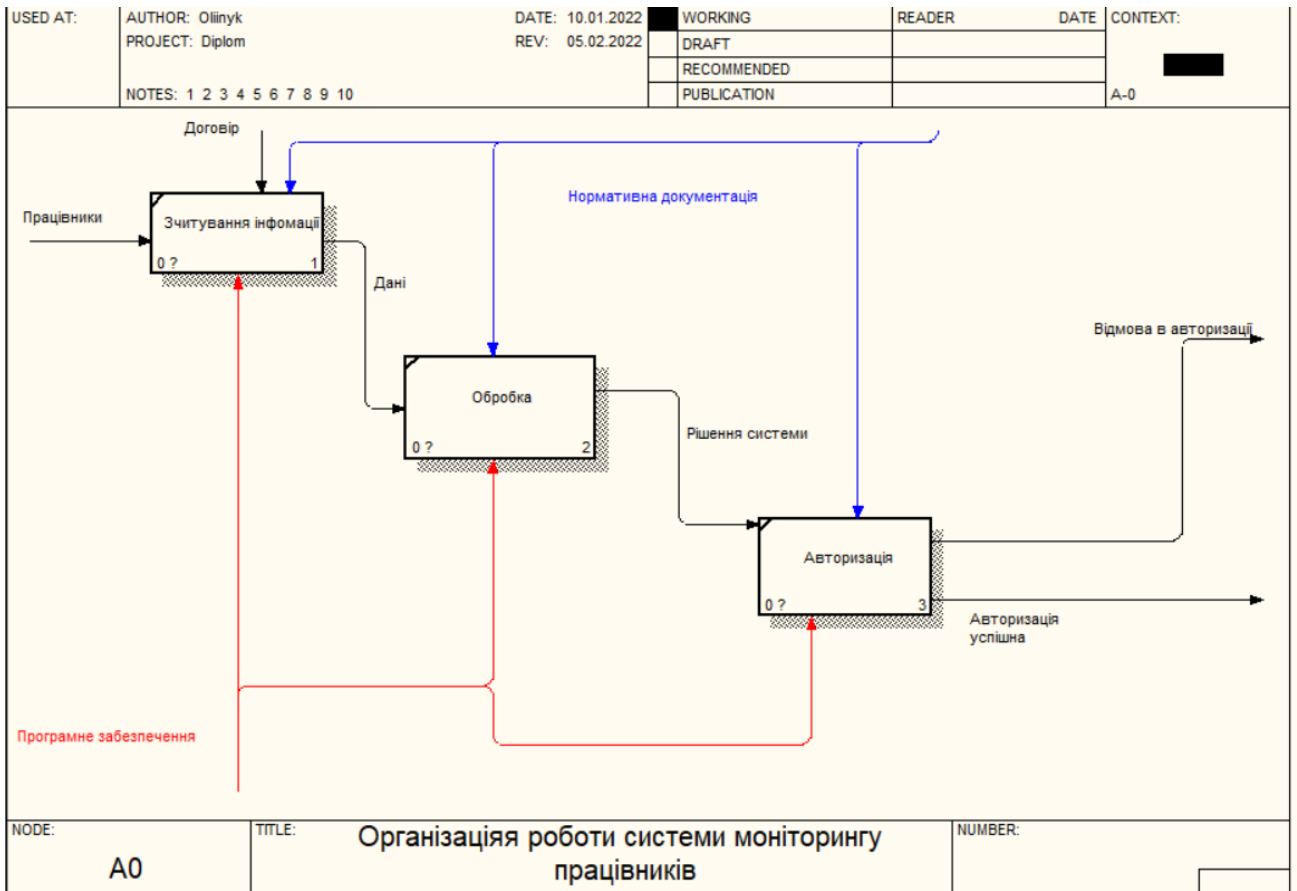 USED AT:
AUTHOR: Oliinyk
DATE: 10.01.2022
WORKING
READER
DATE
CONTEXT:
PROJECT: Diplom
REV: 05.02.2022
DRAFT
RECOMMENDED
NOTES: 1 2 3 4 5 6 7 8 9 10
PUBLICATION
A-0
Договір
Нормативна документація
Працівники
Зчитування інфомації
0 ?
1
Дані
Відмова в авторизації
Обробка
0 ?
2
Рішення системи
Авторизація
0 ?
3
Авторизація
успішна
Програмне забезпечення
NODE:
A0
TITLE:
Організаціяя роботи системи моніторингу
працівників
NUMBER: